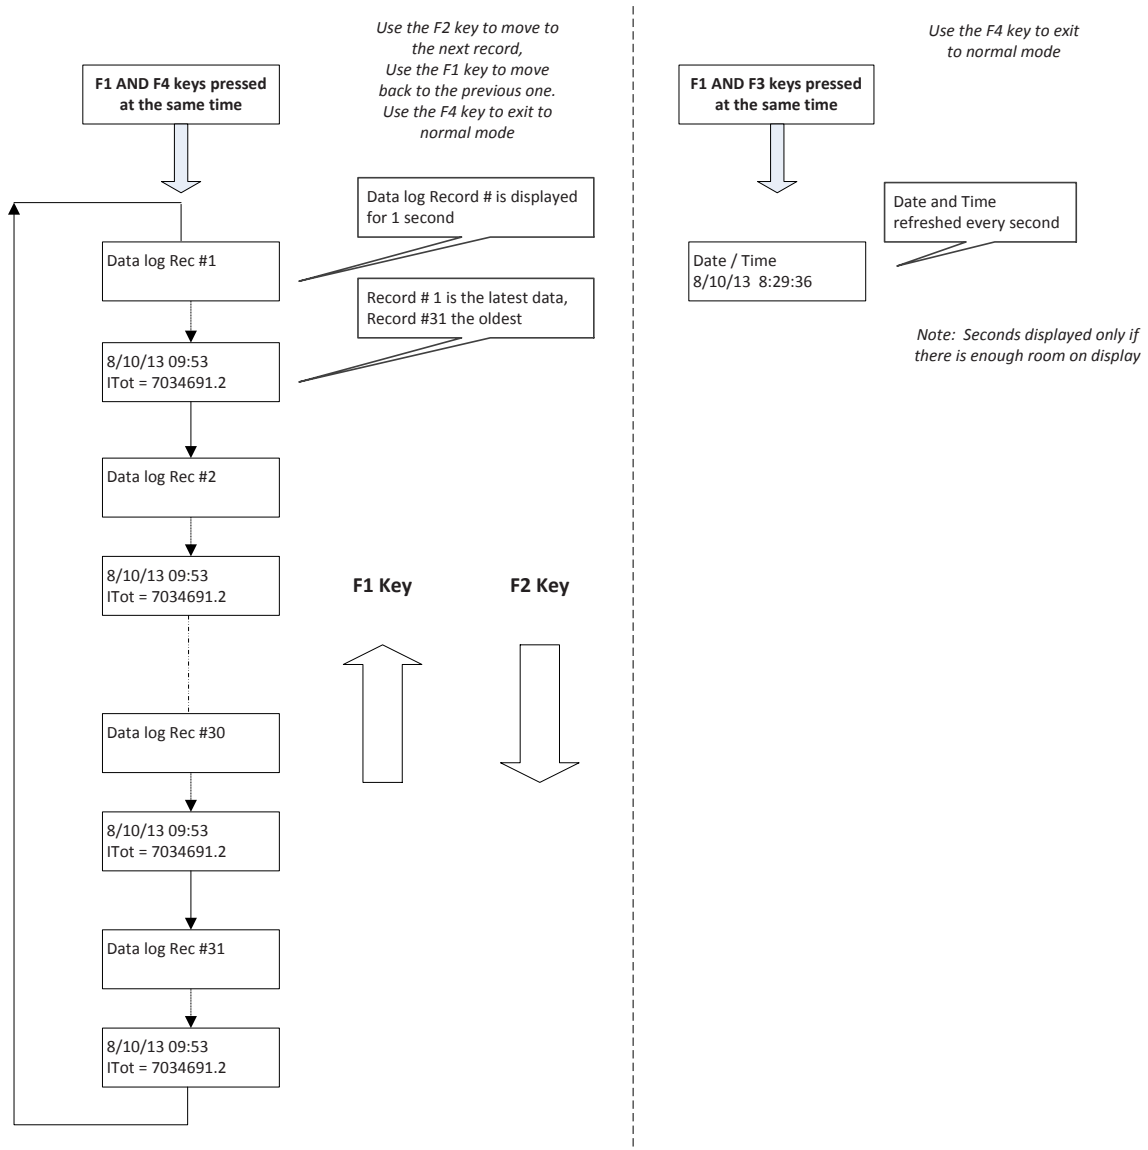 Use the F2 key to move to
the next record,
Use the F1 key to move
back to the previous one.
Use the F4 key to exit to
normal mode
F1 AND F4 keys pressed
at the same time
Data log Record # is displayed
for 1 second
Data log Rec #1
Record # 1 is the latest data,
Record #31 the oldest
8/10/13 09:53
ITot = 7034691.2
Data log Rec #2
8/10/13 09:53
ITot = 7034691.2
F1 Key
F2 Key
Data log Rec #30
8/10/13 09:53
ITot = 7034691.2
Data log Rec #31
8/10/13 09:53
ITot = 7034691.2
Use the F4 key to exit
to normal mode
F1 AND F3 keys pressed
at the same time
Date and Time
refreshed every second
Date / Time
8/10/13 8:29:36
Note: Seconds displayed only if
there is enough room on display